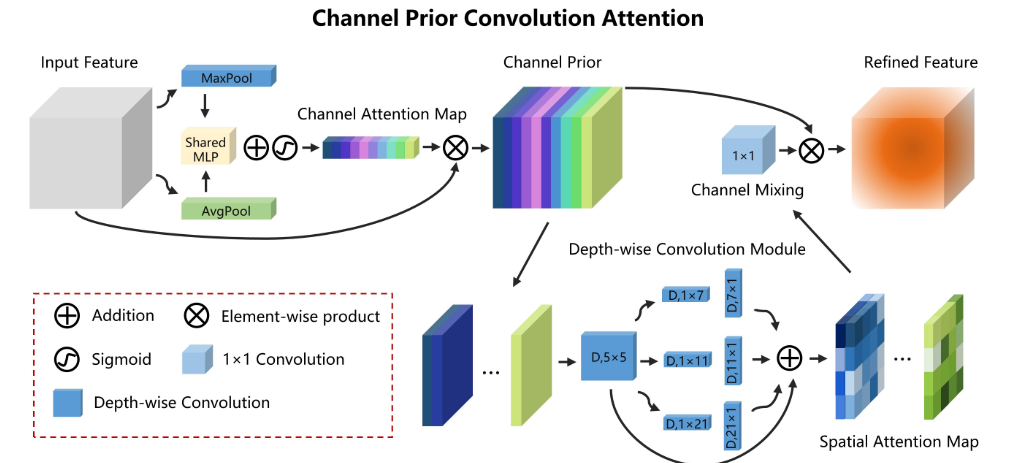 Channel Prior Convolution Attention
Input Feature
MaxPool
Shared
MLP
AvgPool
Channel Attention Map
Channel Prior
1×1
Channel Mixing
Refined Feature
Depth-wise Convolution Module
D,5×5
D,1×7
D,7×1
D,1×11
D,11×1
D,1×21
D,21×1
...
...
Spatial Attention Map
Addition
Element-wise product
Sigmoid
1×1 Convolution
Depth-wise Convolution